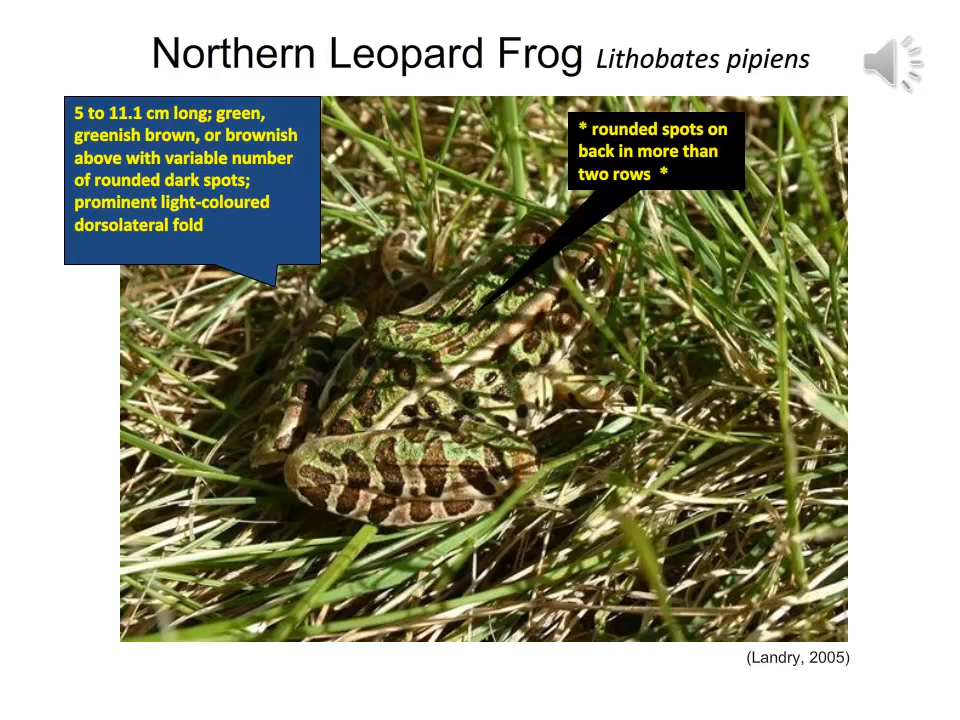 Northern Leopard Frog Lithobates pipiens
5 to 11.1 cm long; green,
greenish brown, or brownish
above with variable number
of rounded dark spots;
prominent light-coloured
dorsolateral fold
* rounded spots on
back in more than
two rows *
(Landry, 2005)